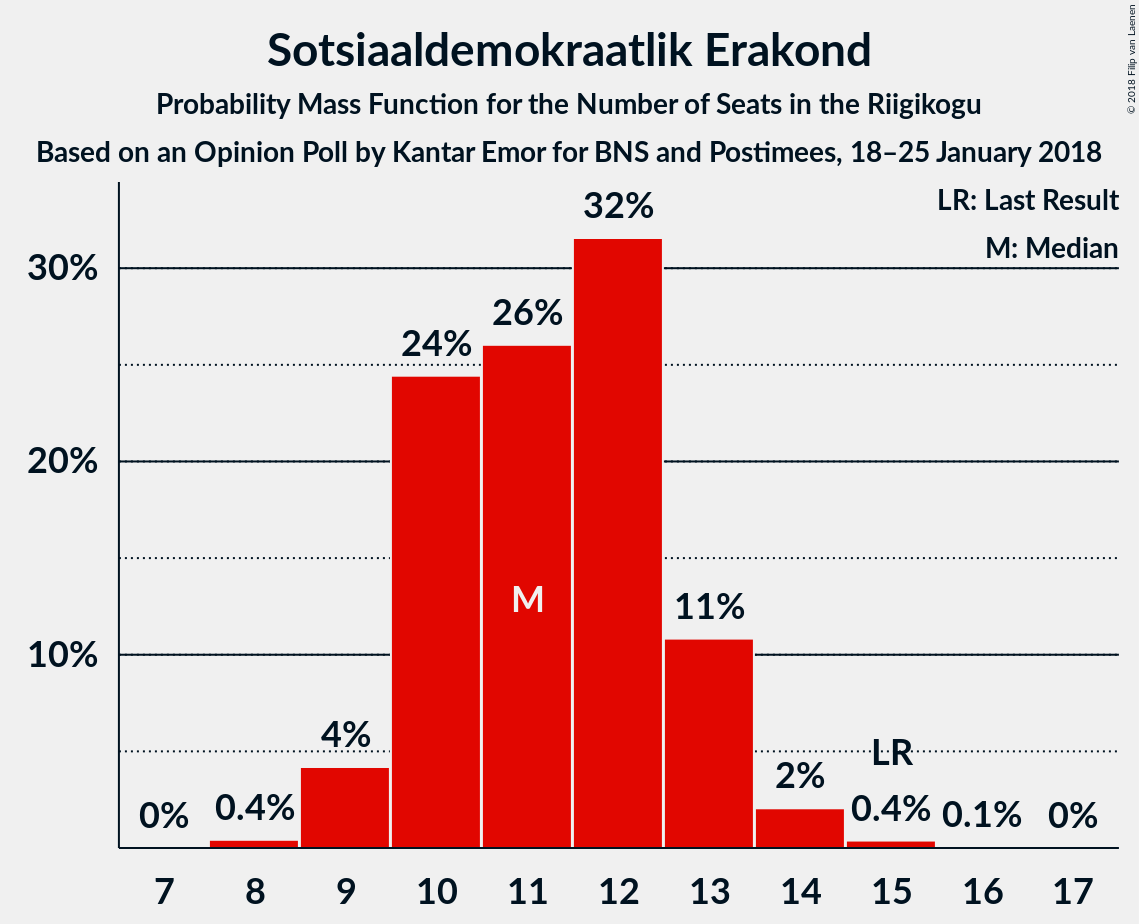 Sotsiaaldemokraatlik Erakond
Probability Mass Function for the Number of Seats in the Riigikogu
Based on an Opinion Poll by Kantar Emor for BNS and Postimees, 18–25 January 2018
© 2018 Filip van Laenen
LR: Last Result
M: Median
30%
20%
10%
0%
0.4%
4%
24%
26%
32%
11%
2%
0.4%
0.1%
0%
M
LR
7 8 9 10 11 12 13 14 15 16 17